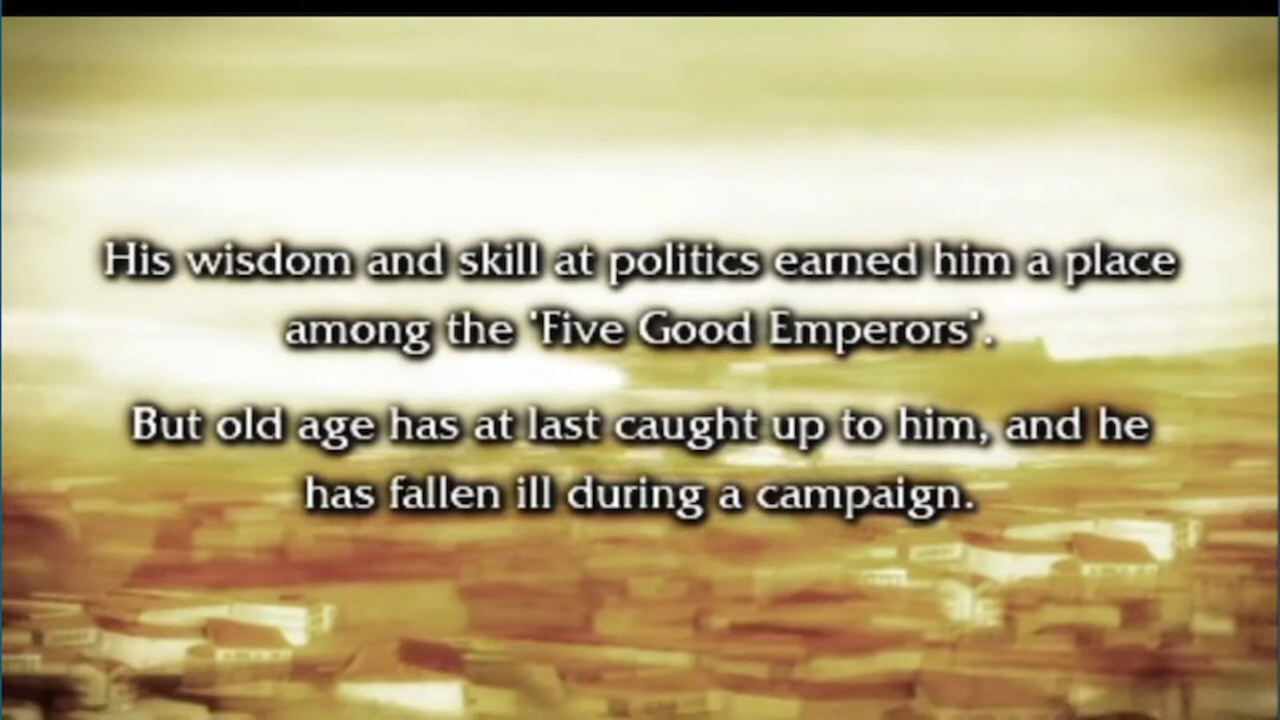 His wisdom and skill at politics earned him a place
among the 'Five Good Emperors'.
But old age has at last caught up to him, and he
has fallen ill during a campaign.